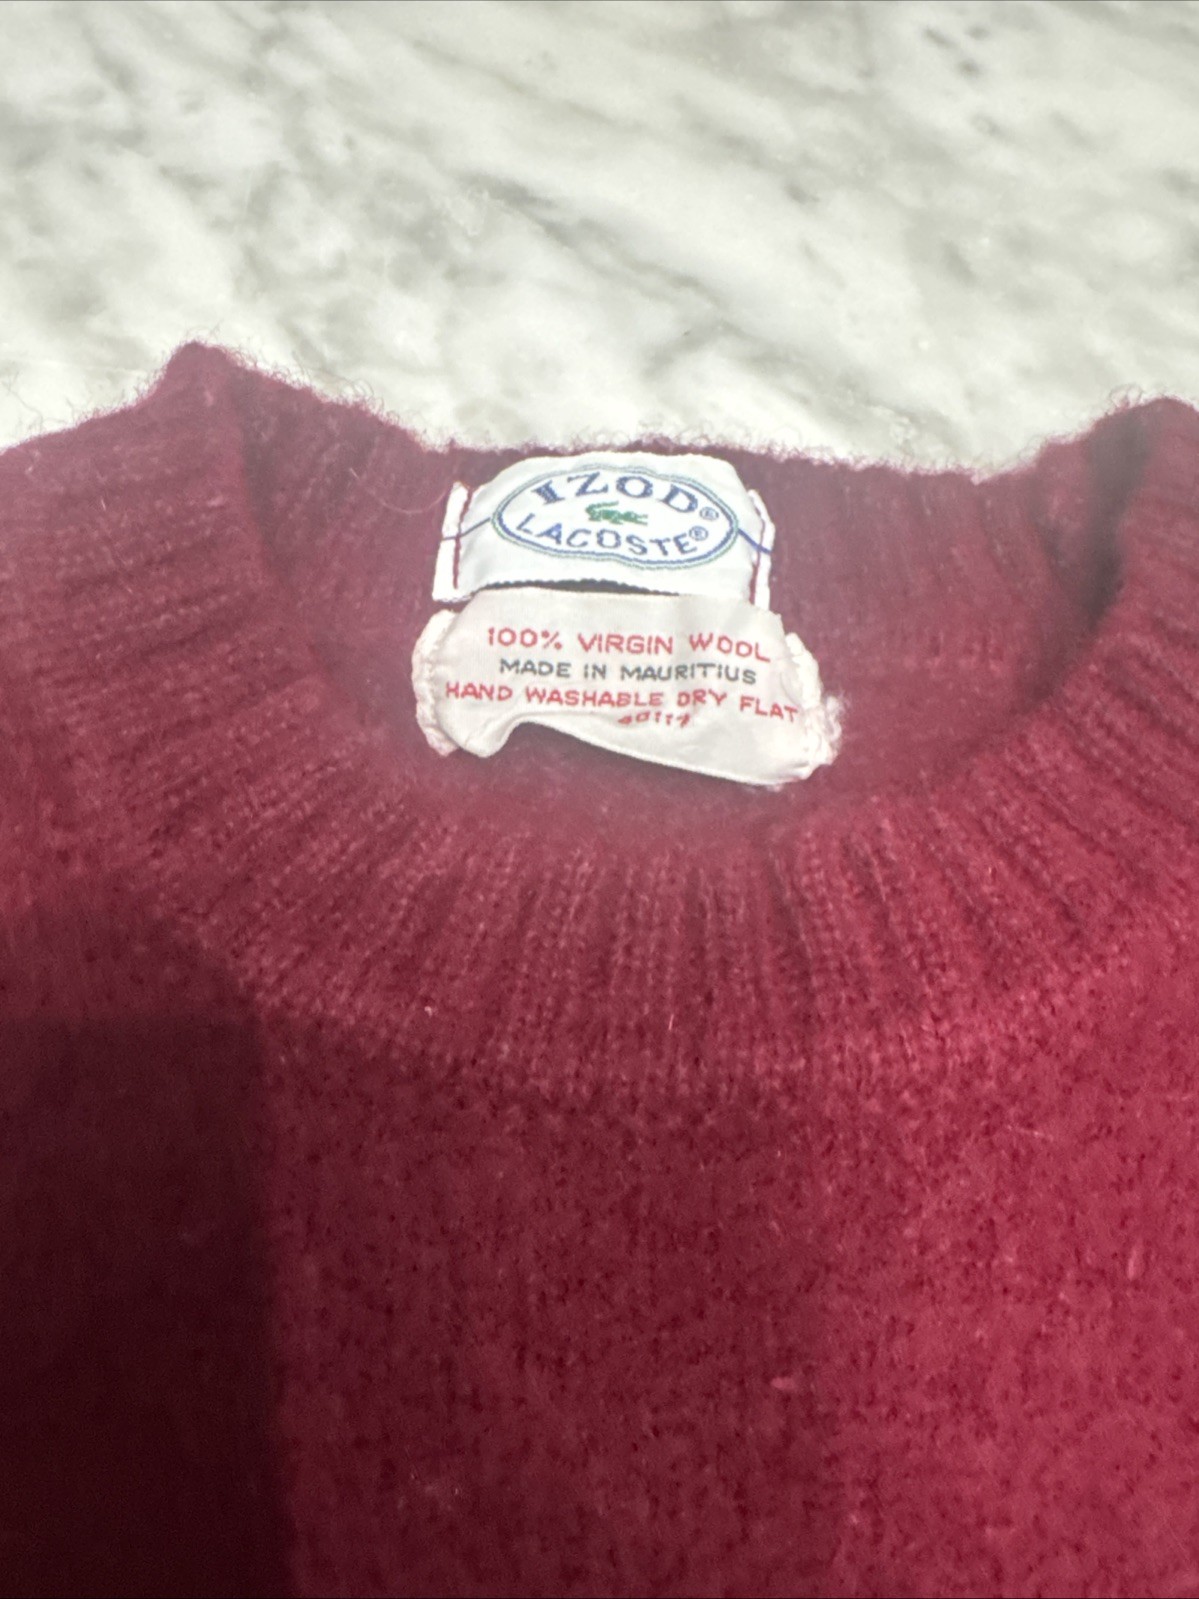 IZOD®
LACOSTE®
100% VIRGIN WOOL
MADE IN MAURITIUS
HAND WASHABLE DRY FLAT